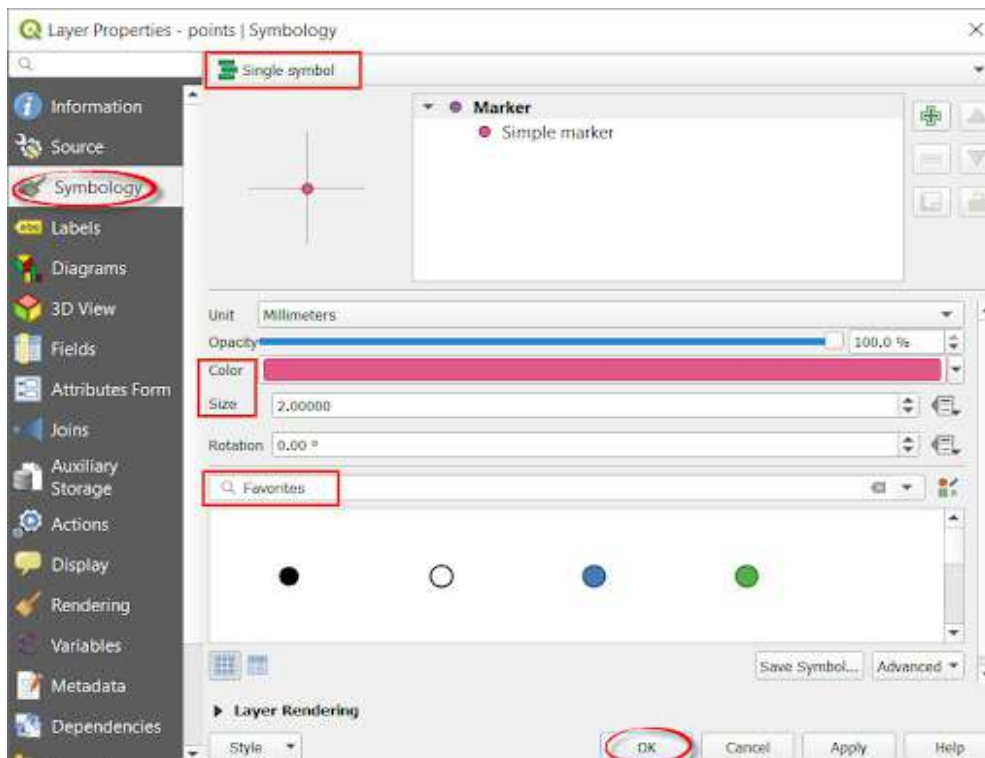 Layer Properties - points | Symbology
Single symbol
Information
Source
Symbology
abc Labels
Diagrams
3D View
Fields
Attributes Form
Joins
Auxiliary
Storage
Actions
Display
Rendering
Variables
Metadata
Dependencies
Marker
Simple marker
Unit Millimeters
Opacity 100.0 %
Color
Size 2.00000
Rotation 0.00 °
Favorites
Save Symbol... Advanced
Layer Rendering
Style OK Cancel Apply Help